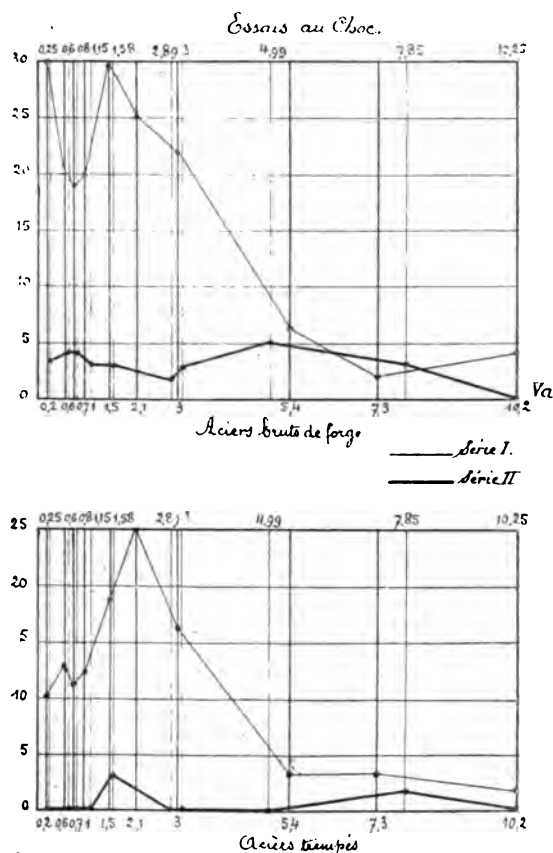 Essais au Choc.
0,25 0,6 0,8 1,15 1,58 2,89 3 4,99 7,85 10,25
30
25
20
15
10
5
0
0,2 0,6 0,7 1 1,5 2,1 3 5,4 7,3 10,2 Va
Aciers bruts de forge
Série I.
Série II
0,25 0,6 0,8 1,15 1,58 2,89 3 4,99 7,85 10,25
25
20
15
10
5
0
0,2 0,6 0,7 1 1,5 2,1 3 5,4 7,3 10,2
Aciers trempés